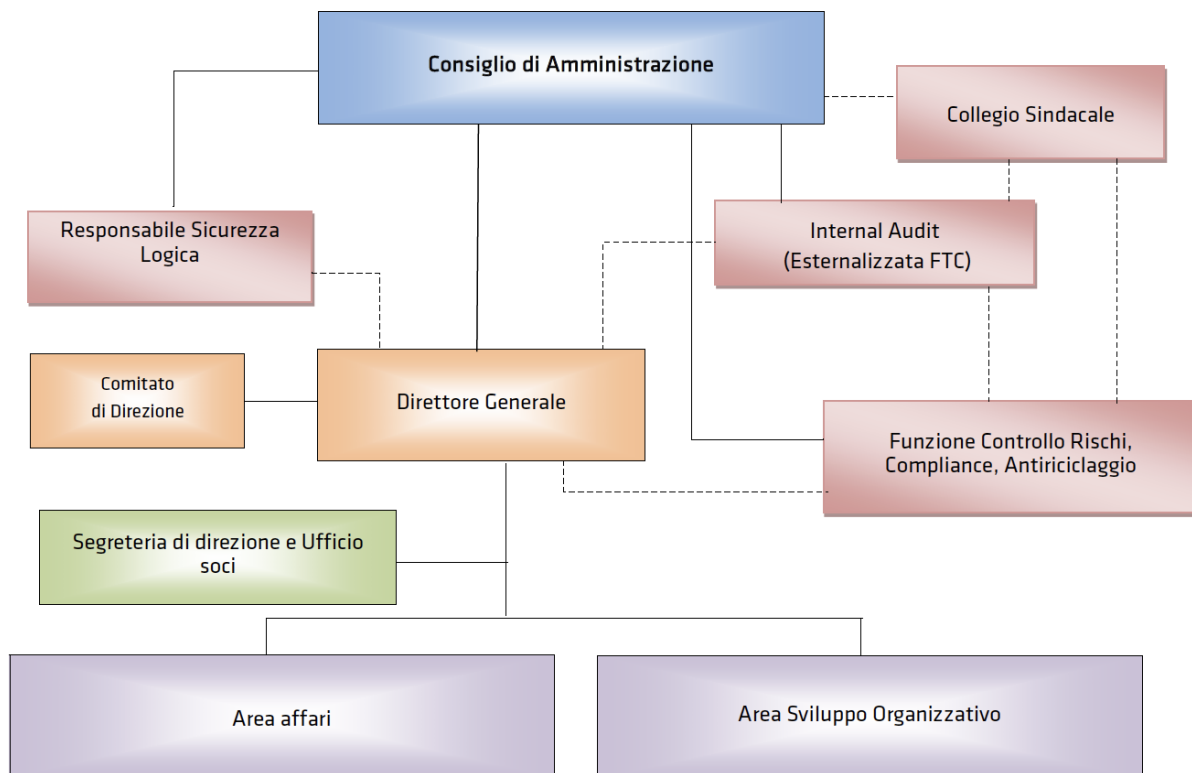 Consiglio di Amministrazione
Collegio Sindacale
Responsabile Sicurezza
Logica
Internal Audit
(Esternalizzata FTC)
Comitato
di Direzione
Direttore Generale
Funzione Controllo Rischi,
Compliance, Antiriciclaggio
Segreteria di direzione e Ufficio
soci
Area affari
Area Sviluppo Organizzativo